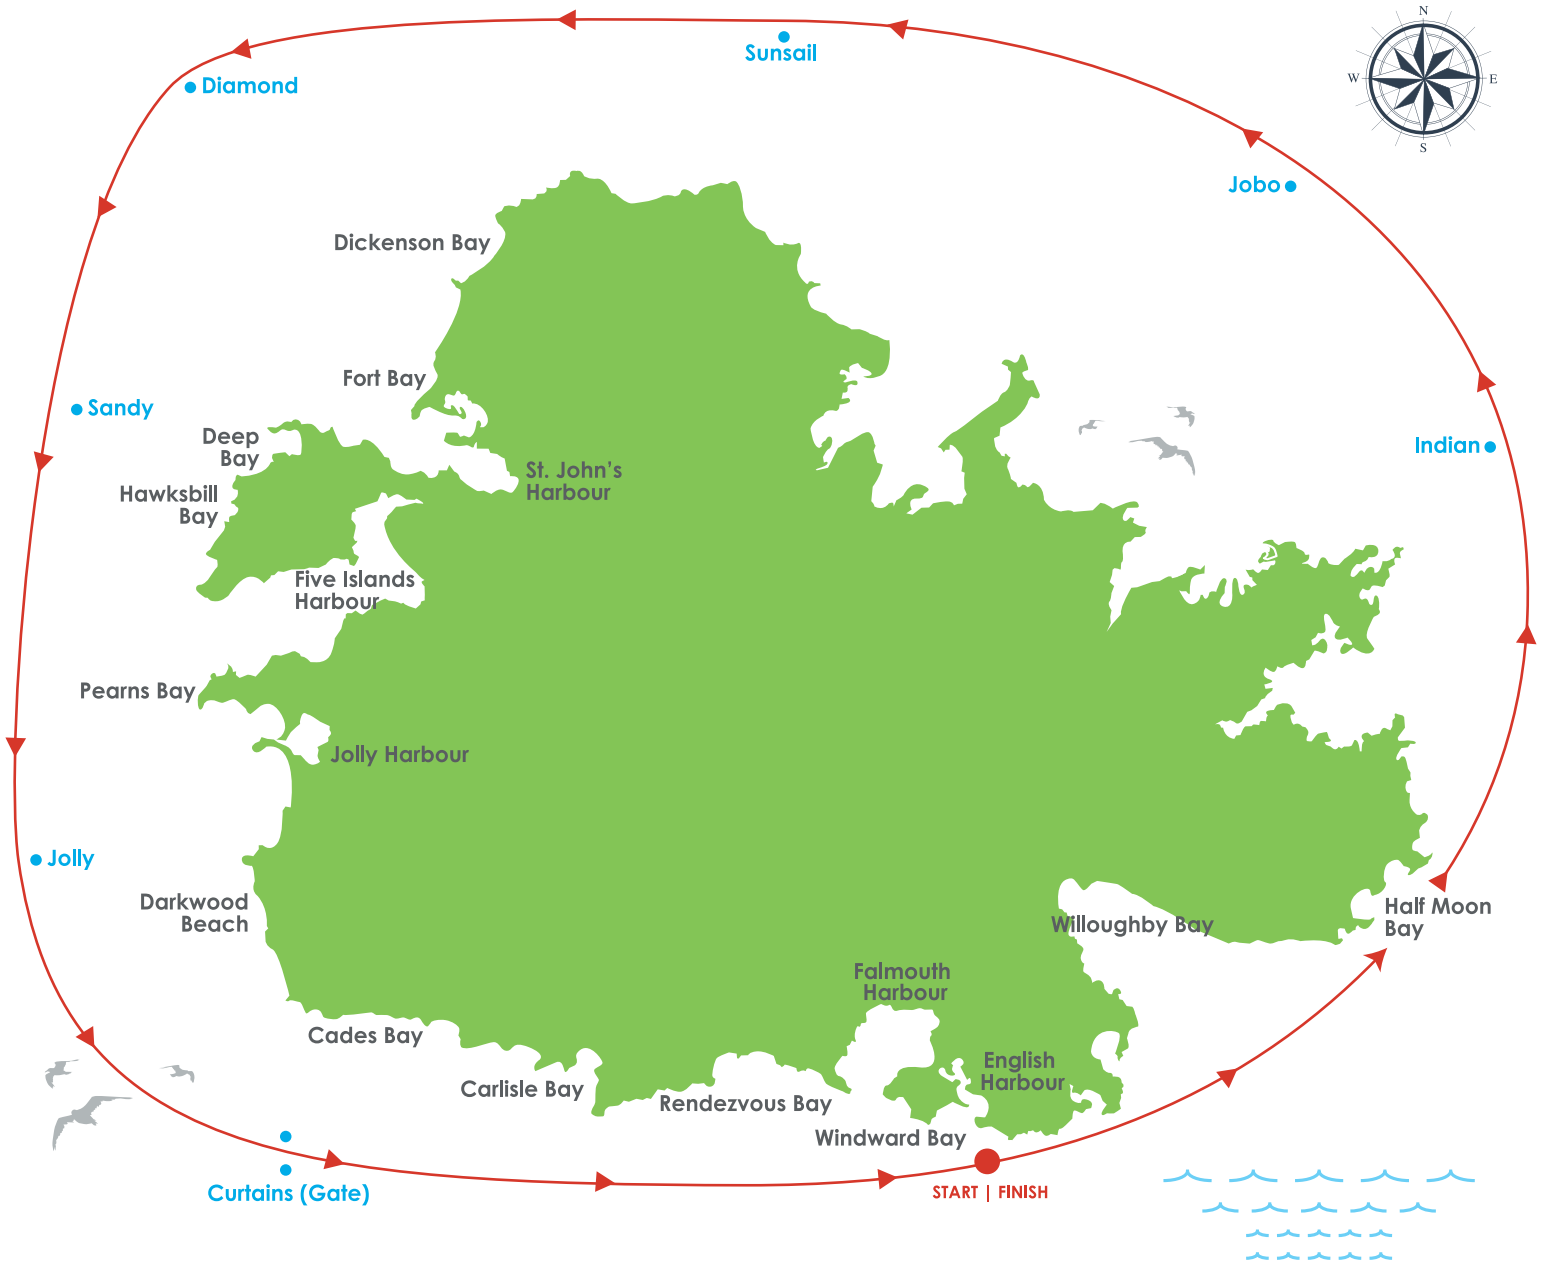 N
Sunsail
W
E
Diamond
S
Jobo
Dickenson Bay
Fort Bay
Sandy
Deep
Bay
Indian
St. John’s
Harbour
Hawksbill
Bay
Five Islands
Harbour
Pearns Bay
Jolly Harbour
Jolly
Darkwood
Beach
Half Moon
Bay
Willoughby Bay
Falmouth
Harbour
Cades Bay
English
Harbour
Carlisle Bay
Rendezvous Bay
Windward Bay
Curtains (Gate)
START | FINISH